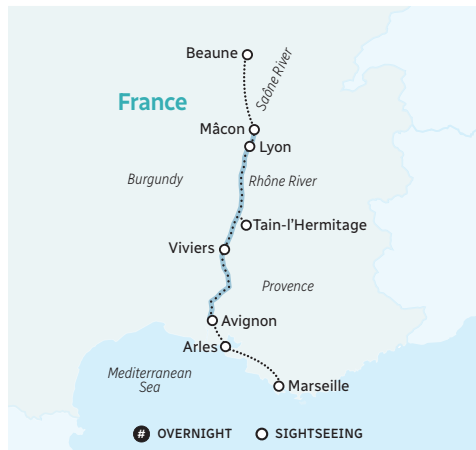 Beaune
Saône River
France
Mâcon
Lyon
Burgundy
Rhône River
Tain-l'Hermitage
Viviers
Provence
Avignon
Arles
Mediterranean
Sea
Marseille
# OVERNIGHT
SIGHTSEEING